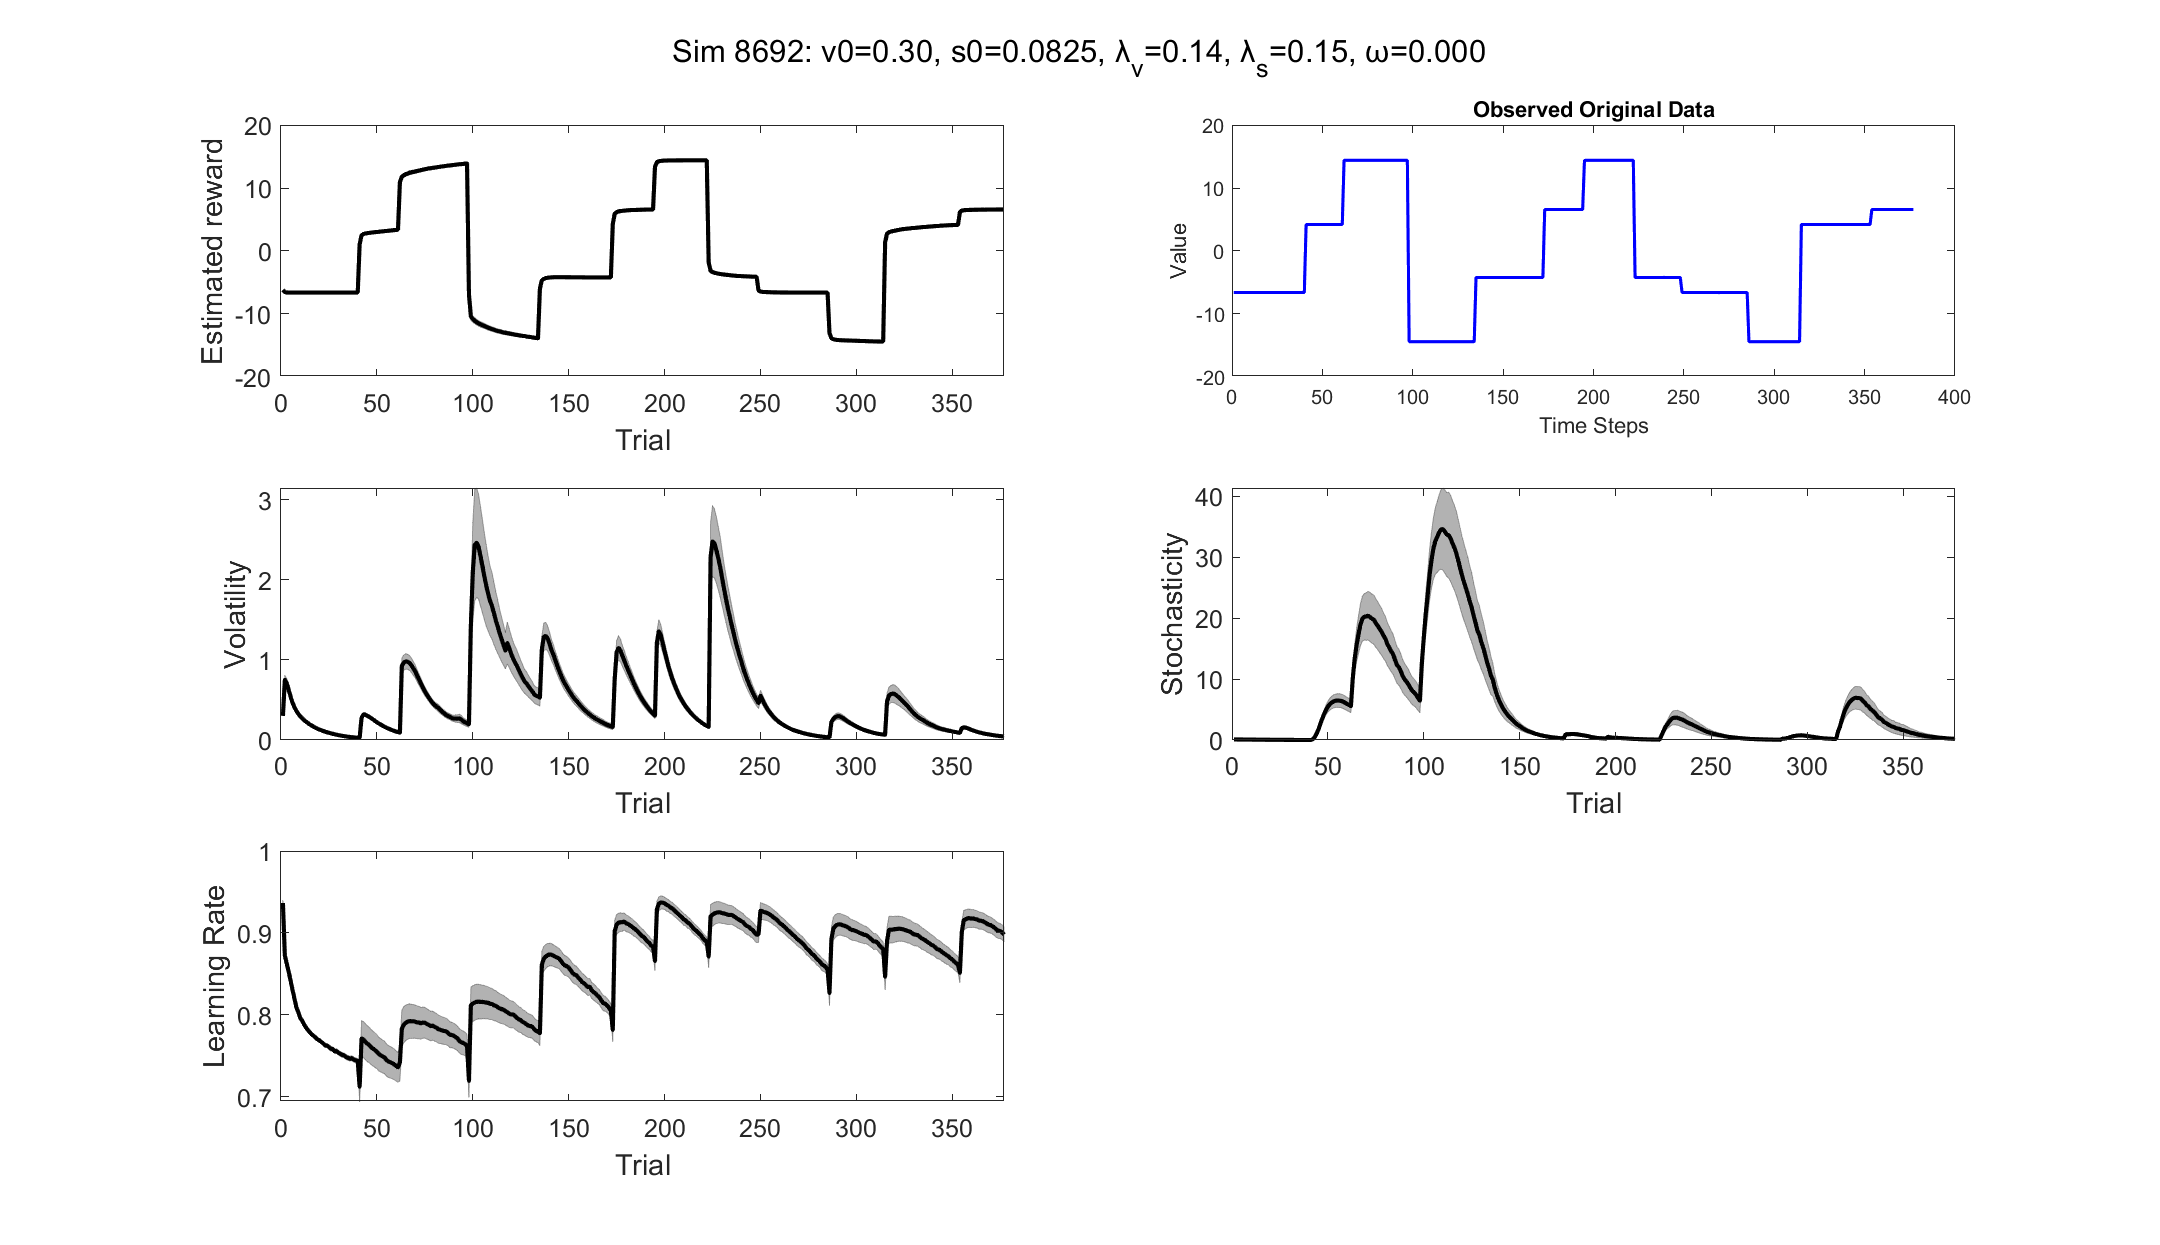 Sim 8692: v0=0.30, s0=0.0825, λ_v=0.14, λ_s=0.15, ω=0.000
20
10
0
-10
-20
Estimated reward
0 50 100 150 200 250 300 350
Trial
Observed Original Data
20
10
0
-10
-20
Value
0 50 100 150 200 250 300 350 400
Time Steps
3
2
1
0
Volatility
0 50 100 150 200 250 300 350
Trial
40
30
20
10
0
Stochasticity
0 50 100 150 200 250 300 350
Trial
1
0.9
0.8
0.7
Learning Rate
0 50 100 150 200 250 300 350
Trial